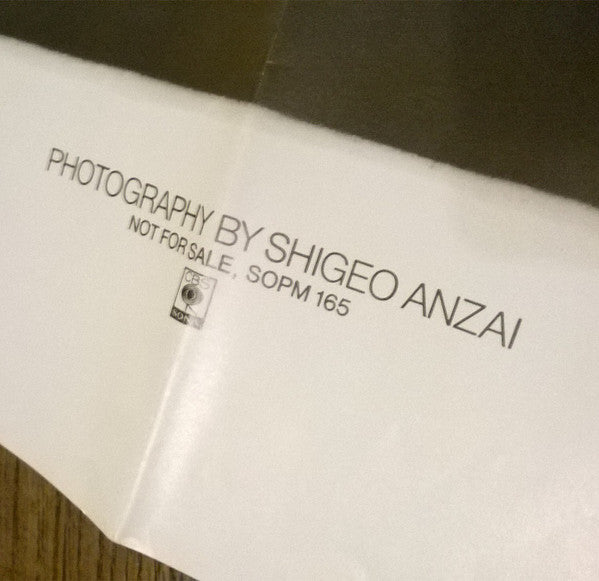 PHOTOGRAPHY BY SHIGEO ANZAI
NOT FOR SALE, SOPM 165
CBS
SONY